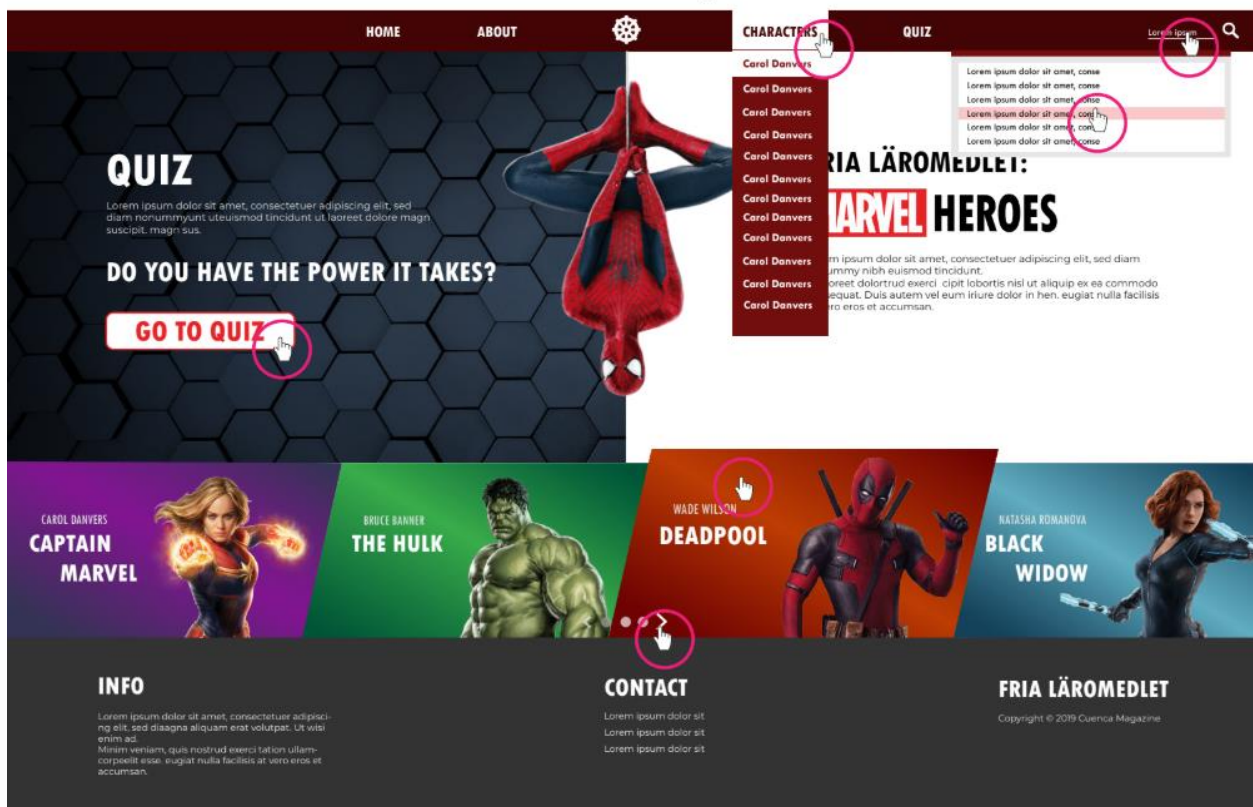 HOME
ABOUT
CHARACTERS
QUIZ
Lorem ipsum
Carol Danvers
Carol Danvers
Carol Danvers
Carol Danvers
Carol Danvers
Carol Danvers
Carol Danvers
Carol Danvers
Carol Danvers
Carol Danvers
Carol Danvers
Carol Danvers
Lorem ipsum dolor sit amet, conse
Lorem ipsum dolor sit amet, conse
Lorem ipsum dolor sit amet, conse
Lorem ipsum dolor sit amet,
Lorem ipsum dolor sit amet,
Lorem ipsum dolor sit amet, conse
QUIZ
Lorem ipsum dolor sit amet, consectetuer adipiscing elit, sed
diam nonummyunt uteuismod tincidunt ut laoreet dolore magn
suscipit. magn sus.
DO YOU HAVE THE POWER IT TAKES?
GO TO QUIZ
RIA LÄROMEDLET:
MARVEL HEROES
m ipsum dolor sit amet, consectetuer adipiscing elit, sed diam
ummy nibh euismod tincidunt.
oreet dolortrud exerci cipit lobortis nisl ut aliquip ex ea commodo
equat. Duis autem vel eum iriure dolor in hen. eugiat nulla facilisis
ro eros et accumsan.
CAROL DANVERS
CAPTAIN
MARVEL
BRUCE BANNER
THE HULK
WADE WILSON
DEADPOOL
NATASHA ROMANOVA
BLACK
WIDOW
INFO
Lorem ipsum dolor sit amet, consectetuer adipisci-
ng elit, sed diaagna aliquam erat volutpat. Ut wisi
enim ad.
Minim veniam, quis nostrud exerci tation ullam-
corpeelit esse. eugiat nulla facilisis at vero eros et
accumsan.
CONTACT
Lorem ipsum dolor sit
Lorem ipsum dolor sit
Lorem ipsum dolor sit
FRIA LÄROMEDLET
Copyright © 2019 Cuenca Magazine